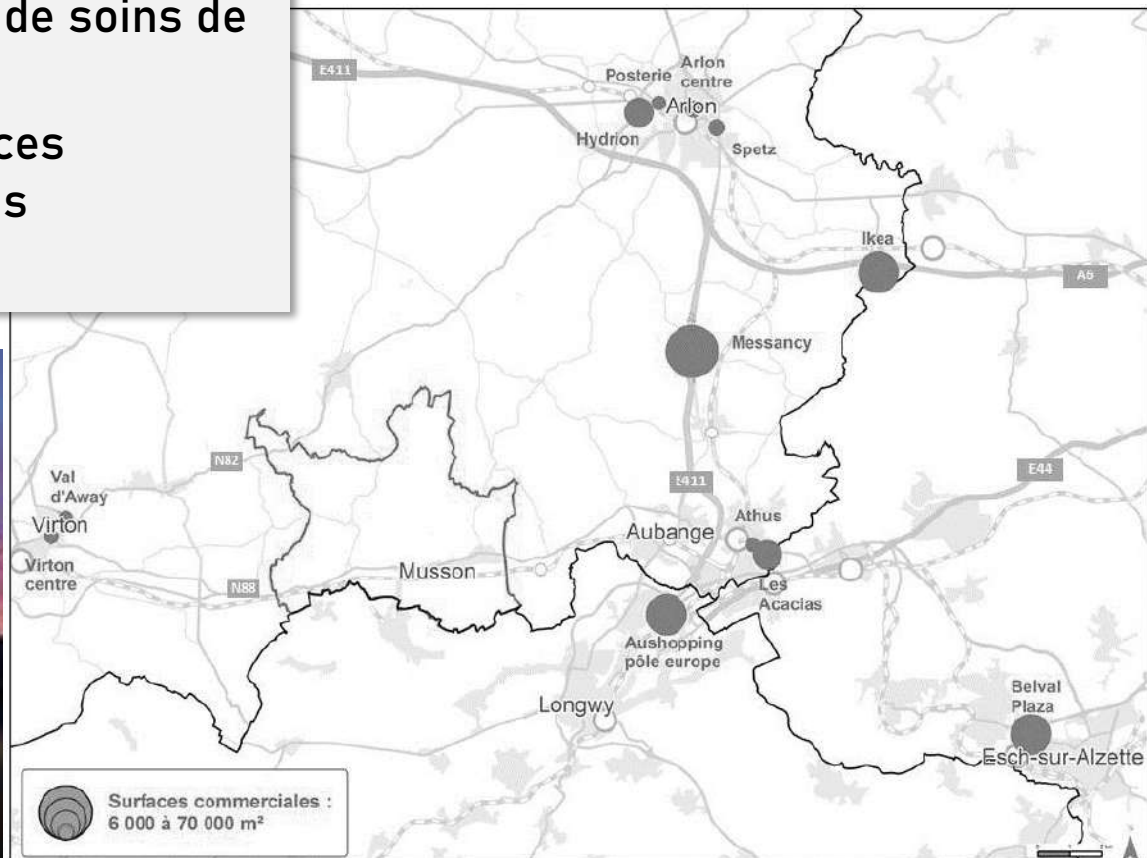 de soins de
ces
s
E411
Posterie
Arlon
centre
Arlon
Hydrion
Spetz
Ikea
A6
Messancy
N82
Val
d'Away
Virton
Virton
centre
E411
E44
Athus
Aubange
Musson
N88
Les
Acacias
Aushopping
pôle europe
Longwy
Belval
Plaza
Esch-sur-Alzette
Surfaces commerciales :
6 000 à 70 000 m²